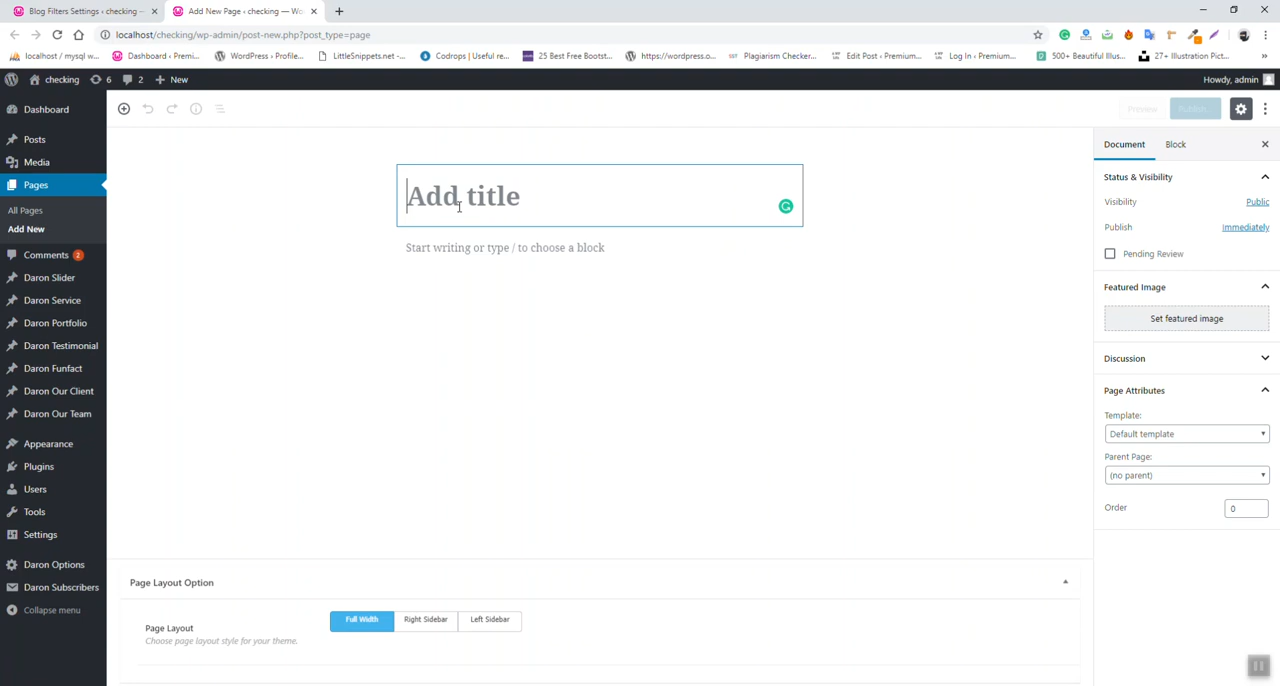 Blog Filters Settings ‹ checking —
Add New Page ‹ checking — Wo
localhost/checking/wp-admin/post-new.php?post_type=page
localhost / mysql w...
Dashboard ‹ Premi...
WordPress › Profile...
LittleSnippets.net -...
Codrops | Useful re...
25 Best Free Bootst...
https://wordpress.o...
Plagiarism Checker...
Edit Post ‹ Premium...
Log In ‹ Premium...
500+ Beautiful Illus...
27+ Illustration Pict...
»
checking
6
2
+ New
Howdy, admin
Dashboard
Posts
Media
Pages
All Pages
Add New
Comments 2
Daron Slider
Daron Service
Daron Portfolio
Daron Testimonial
Daron Funfact
Daron Our Client
Daron Our Team
Appearance
Plugins
Users
Tools
Settings
Daron Options
Daron Subscribers
Collapse menu
Preview
Publish...
Add title
Start writing or type / to choose a block
Page Layout Option
Page Layout
Choose page layout style for your theme.
Full Width
Right Sidebar
Left Sidebar
Document
Block
Status & Visibility
Visibility
Public
Publish
Immediately
Pending Review
Featured Image
Set featured image
Discussion
Page Attributes
Template:
Default template
Parent Page:
(no parent)
Order
0